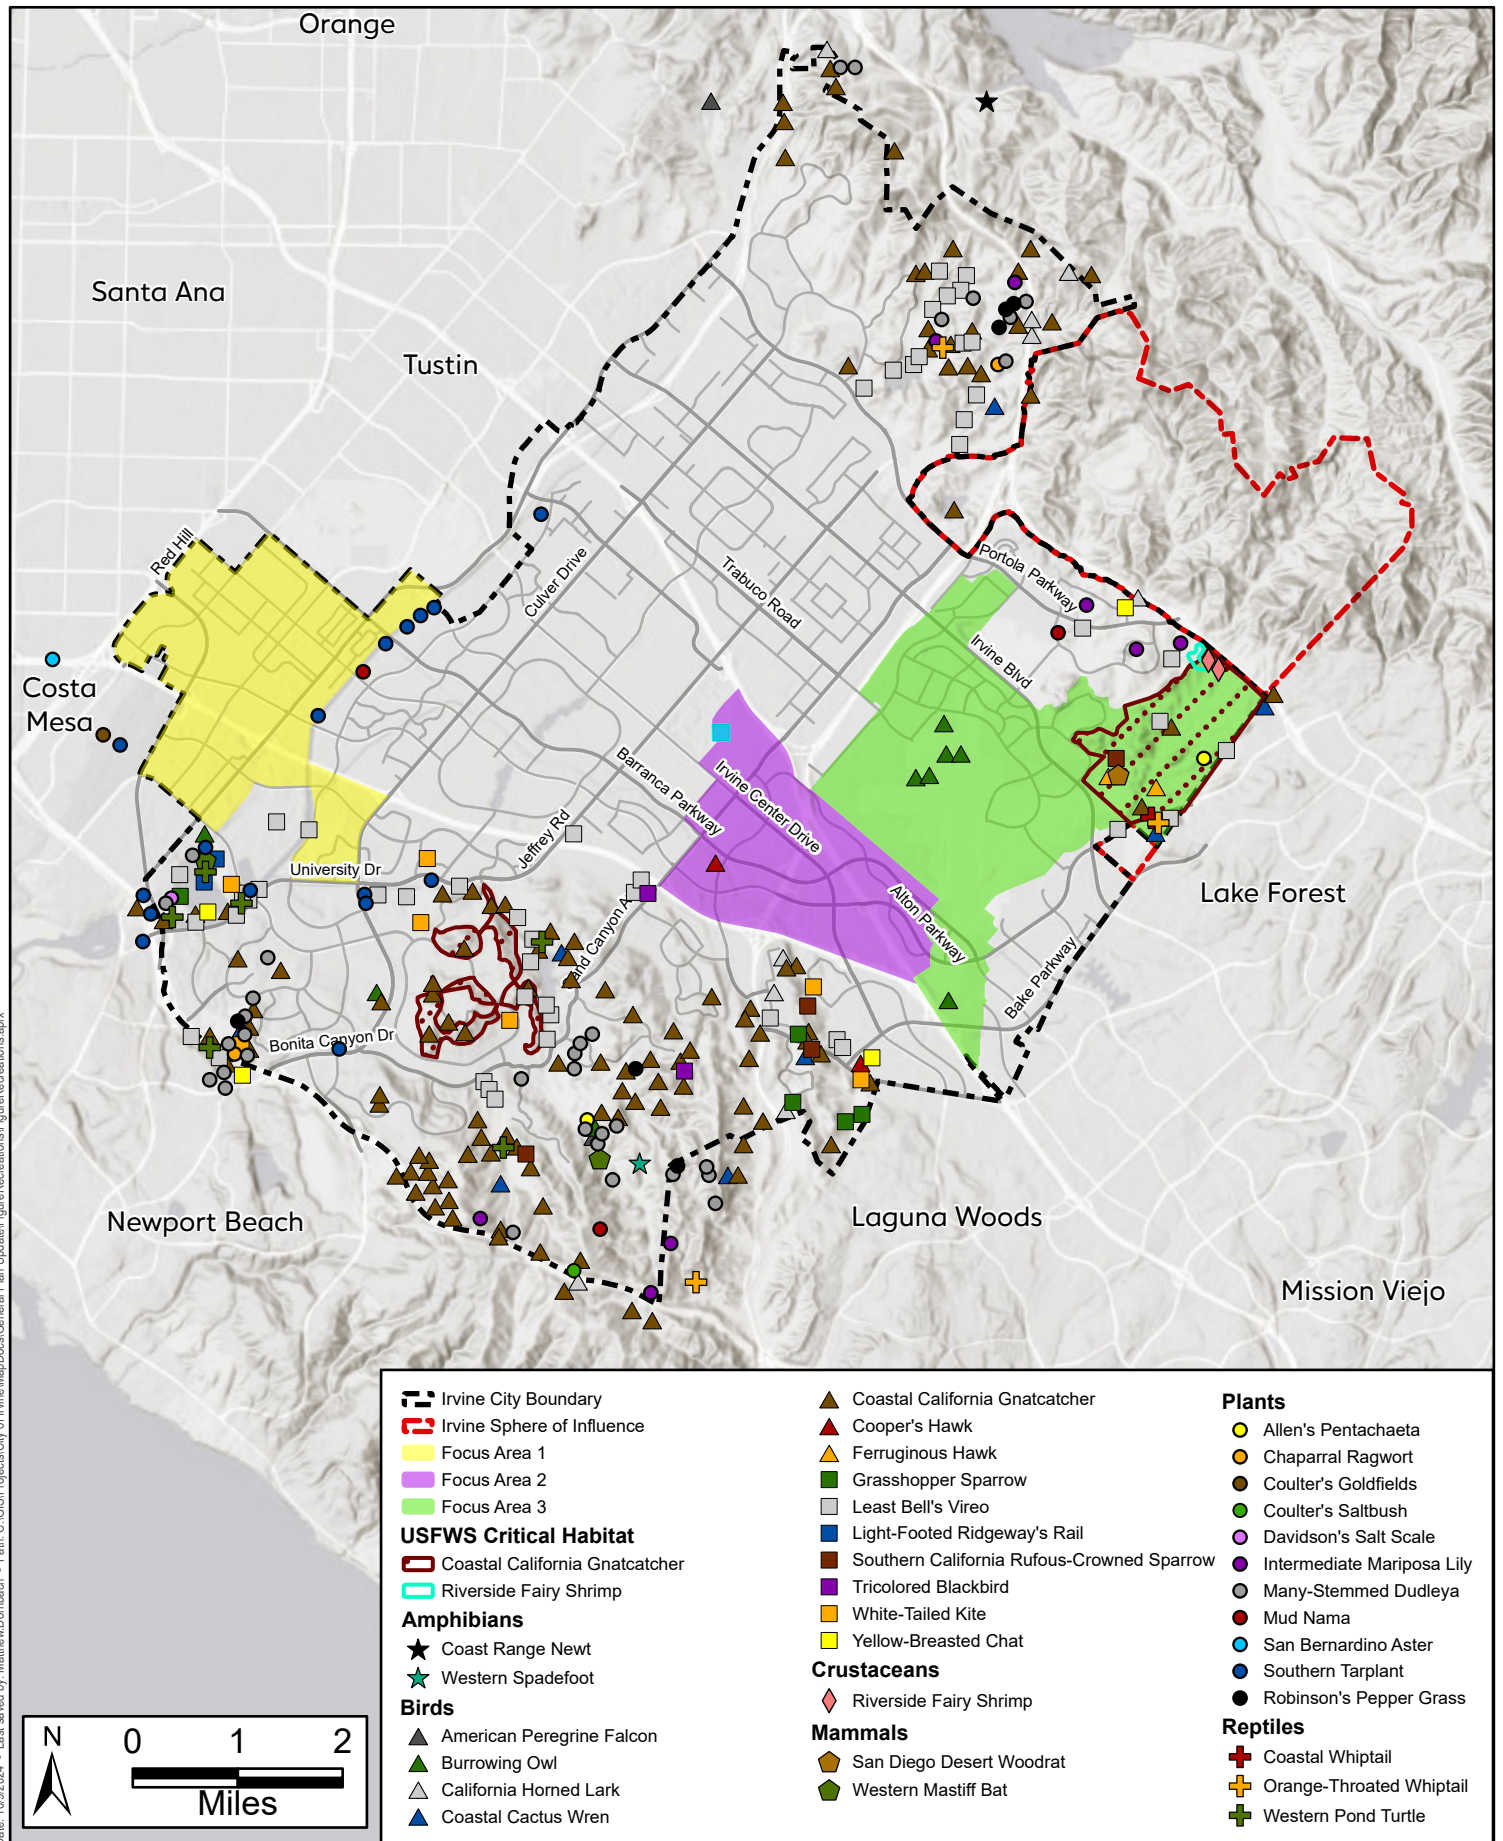 Orange
Santa Ana
Tustin
Red Hill
Culver Drive
Trabuco Road
Portola Parkway
Irvine Blvd
Costa
Mesa
Barranca Parkway
Irvine Center Drive
Jeffrey Rd
University Dr
Alton Parkway
Lake Forest
Bake Parkway
Bonita Canyon Dr
Newport Beach
Laguna Woods
Mission Viejo
N
0 1 2
Miles
Irvine City Boundary
Irvine Sphere of Influence
Focus Area 1
Focus Area 2
Focus Area 3
USFWS Critical Habitat
Coastal California Gnatcatcher
Riverside Fairy Shrimp
Amphibians
Coast Range Newt
Western Spadefoot
Birds
American Peregrine Falcon
Burrowing Owl
California Horned Lark
Coastal Cactus Wren
Coastal California Gnatcatcher
Cooper's Hawk
Ferruginous Hawk
Grasshopper Sparrow
Least Bell's Vireo
Light-Footed Ridgeway's Rail
Southern California Rufous-Crowned Sparrow
Tricolored Blackbird
White-Tailed Kite
Yellow-Breasted Chat
Crustaceans
Riverside Fairy Shrimp
Mammals
San Diego Desert Woodrat
Western Mastiff Bat
Plants
Allen's Pentachaeta
Chaparral Ragwort
Coulter's Goldfields
Coulter's Saltbush
Davidson's Salt Scale
Intermediate Mariposa Lily
Many-Stemmed Dudleya
Mud Nama
San Bernardino Aster
Southern Tarplant
Robinson's Pepper Grass
Reptiles
Coastal Whiptail
Orange-Throated Whiptail
Western Pond Turtle